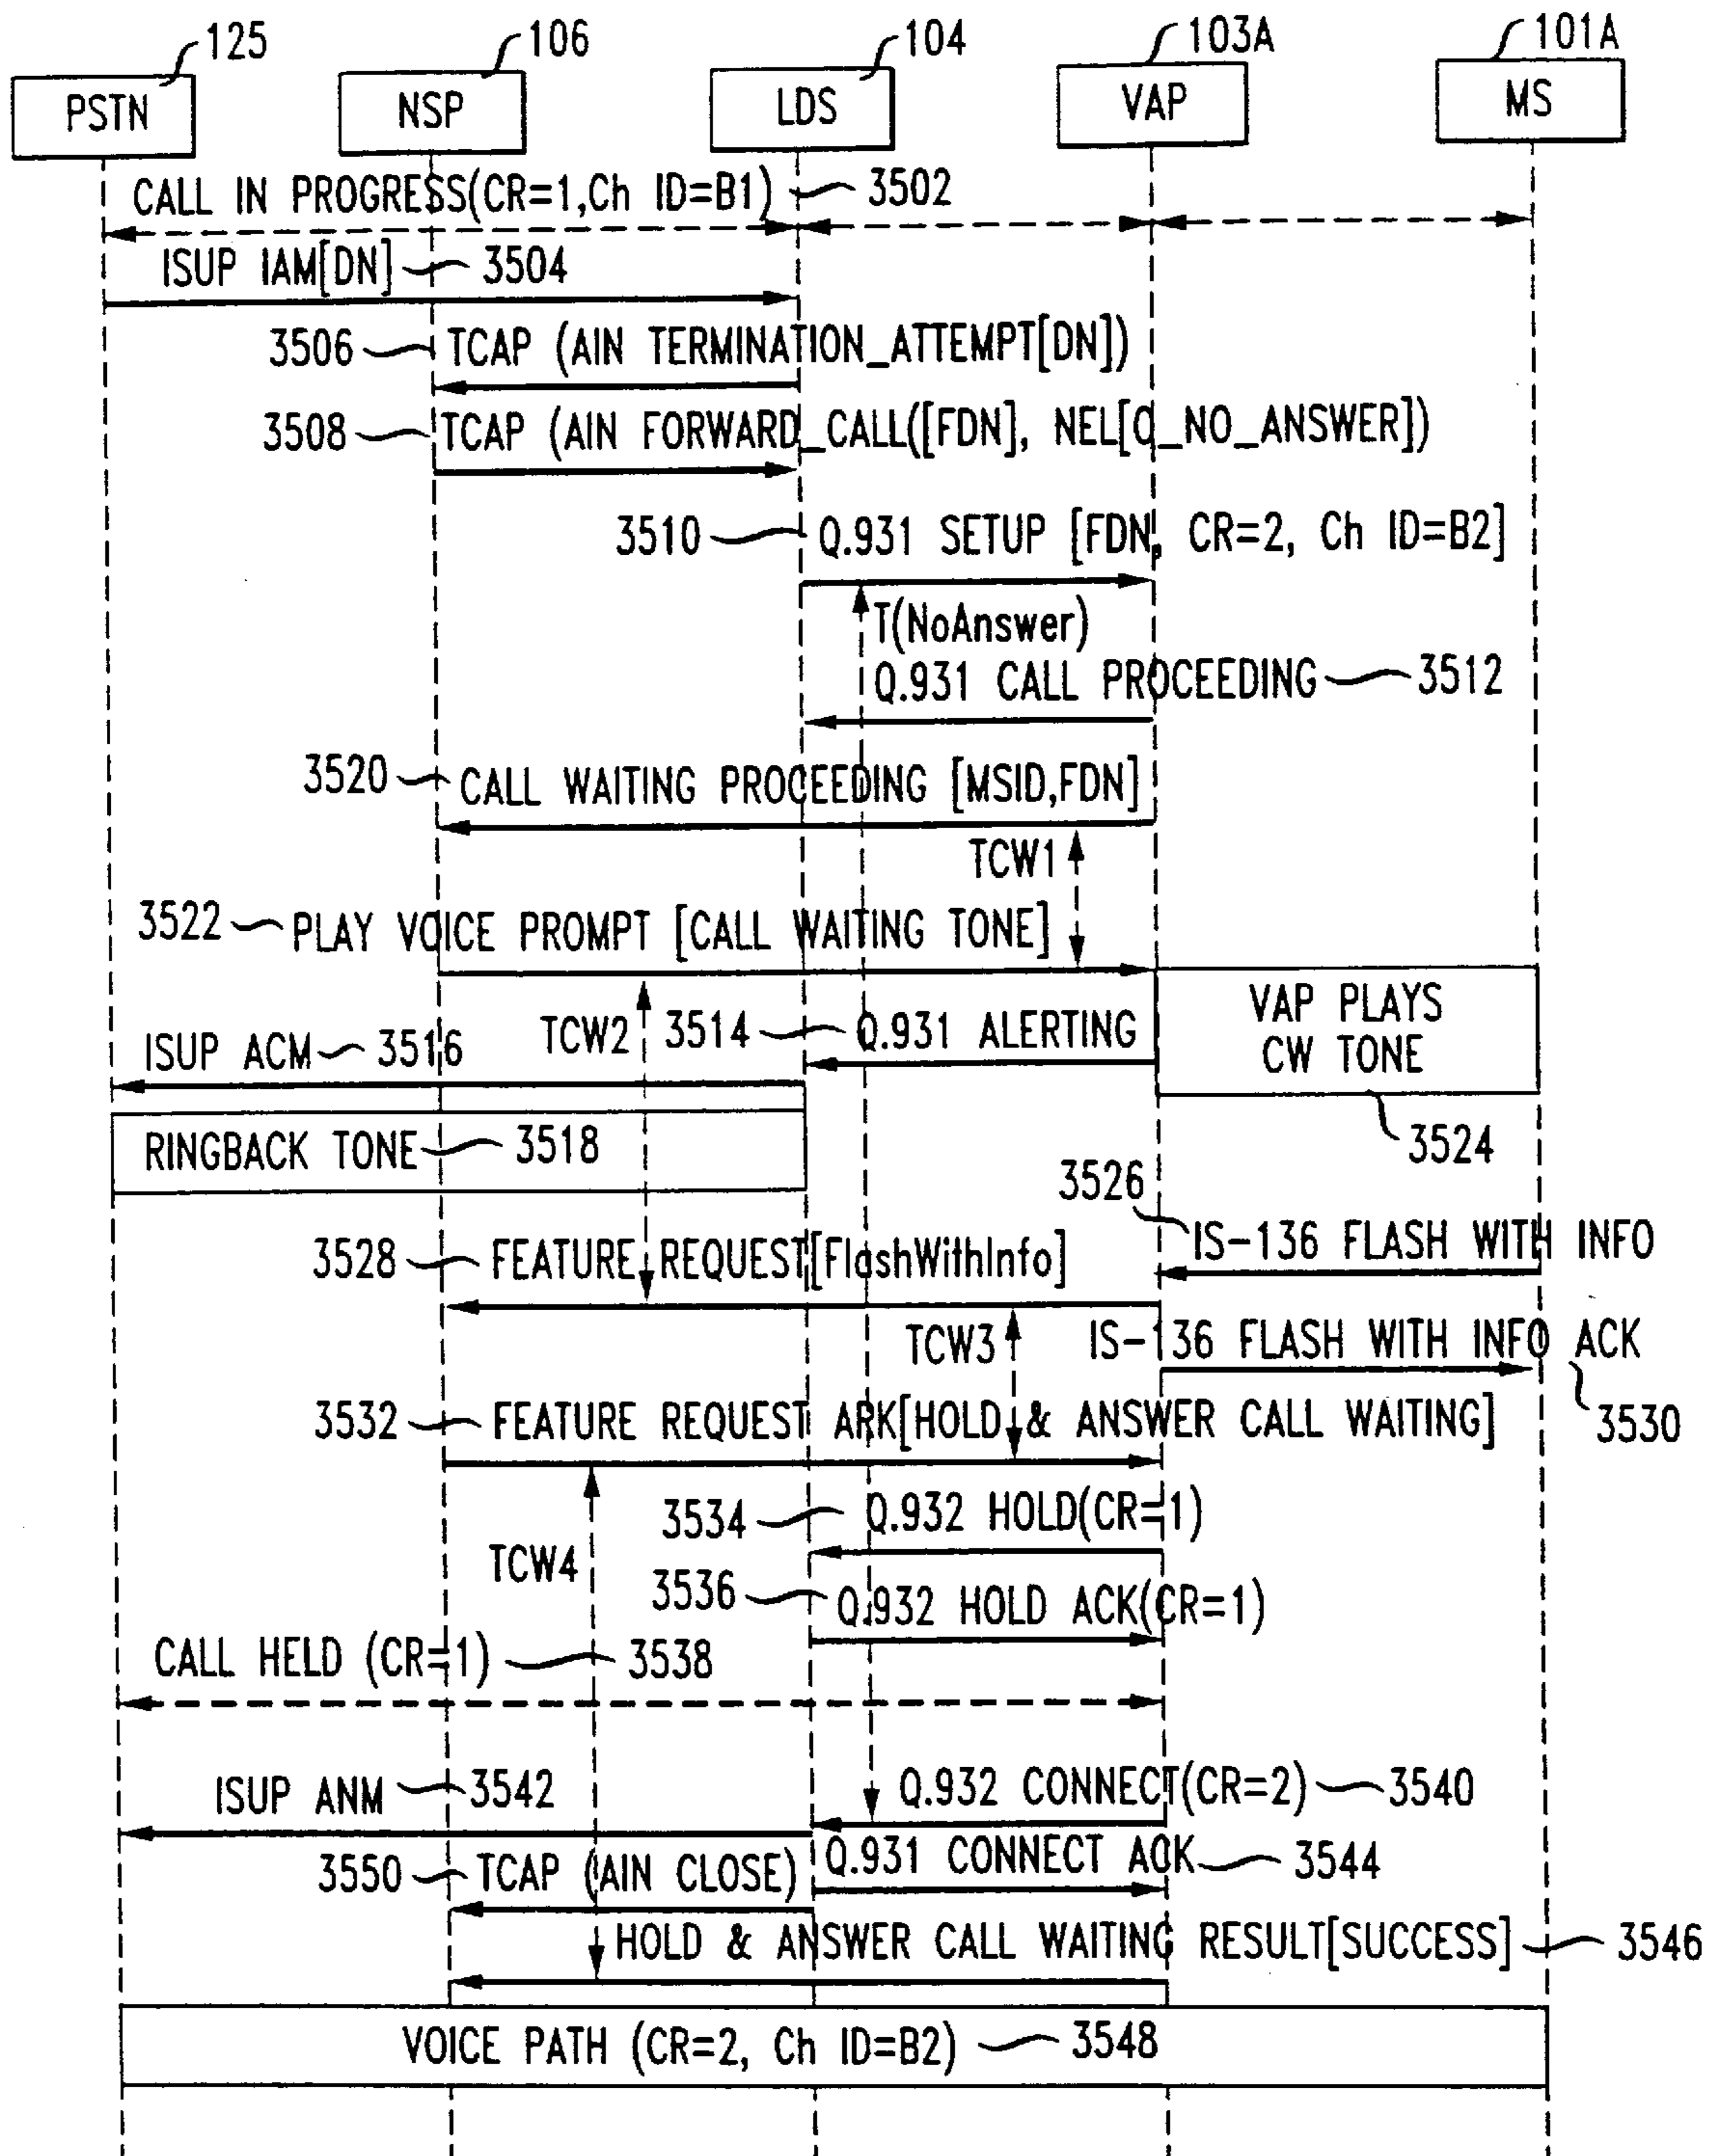 125
106
104
103A
101A
PSTN
NSP
LDS
VAP
MS
CALL IN PROGRESS(CR=1,Ch ID=B1) 3502
ISUP IAM[DN] 3504
3506 TCAP (AIN TERMINATION_ATTEMPT[DN])
3508 TCAP (AIN FORWARD_CALL([FDN], NEL[O_NO_ANSWER])
3510 Q.931 SETUP [FDN, CR=2, Ch ID=B2]
T(NoAnswer)
Q.931 CALL PROCEEDING 3512
3520 CALL WAITING PROCEEDING [MSID,FDN]
TCW1
3522 PLAY VOICE PROMPT [CALL WAITING TONE]
VAP PLAYS
CW TONE
3524
TCW2
3514 Q.931 ALERTING
ISUP ACM 3516
RINGBACK TONE 3518
3526
IS-136 FLASH WITH INFO
3528 FEATURE REQUEST[FlashWithInfo]
TCW3
IS-136 FLASH WITH INFO ACK
3530
3532 FEATURE REQUEST ARK[HOLD & ANSWER CALL WAITING]
3534 Q.932 HOLD(CR=1)
TCW4
3536 Q.932 HOLD ACK(CR=1)
CALL HELD (CR=1) 3538
ISUP ANM 3542
Q.932 CONNECT(CR=2) 3540
3550 TCAP (AIN CLOSE)
Q.931 CONNECT ACK 3544
HOLD & ANSWER CALL WAITING RESULT[SUCCESS] 3546
VOICE PATH (CR=2, Ch ID=B2) 3548